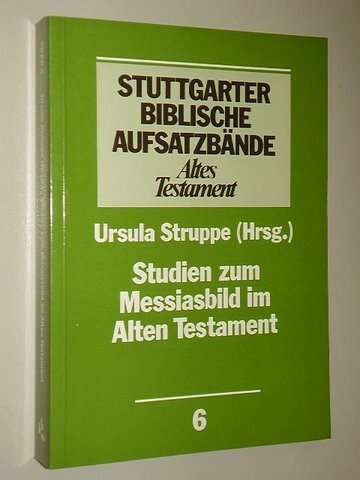 STUTTGARTER
BIBLISCHE
AUFSATZBÄNDE
Altes
Testament
Ursula Struppe (Hrsg.)
Studien zum
Messiasbild im
Alten Testament
6